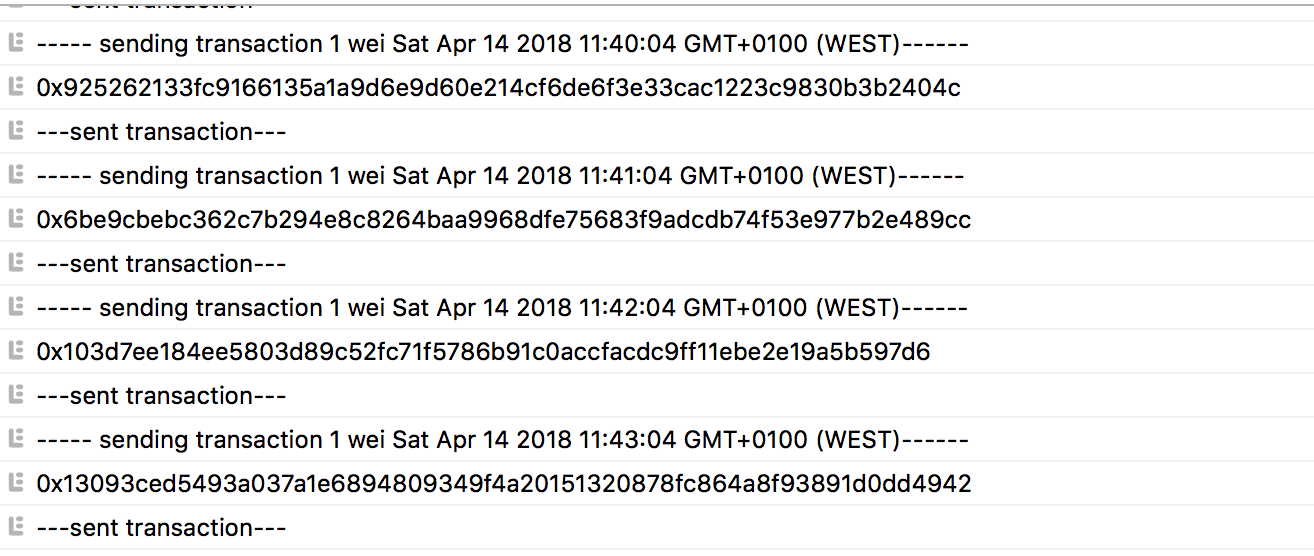 ---sent transaction---
----- sending transaction 1 wei Sat Apr 14 2018 11:40:04 GMT+0100 (WEST)------
0x925262133fc9166135a1a9d6e9d60e214cf6de6f3e33cac1223c9830b3b2404c
---sent transaction---
----- sending transaction 1 wei Sat Apr 14 2018 11:41:04 GMT+0100 (WEST)------
0x6be9cbebc362c7b294e8c8264baa9968dfe75683f9adcdb74f53e977b2e489cc
---sent transaction---
----- sending transaction 1 wei Sat Apr 14 2018 11:42:04 GMT+0100 (WEST)------
0x103d7ee184ee5803d89c52fc71f5786b91c0accfacdc9ff11ebe2e19a5b597d6
---sent transaction---
----- sending transaction 1 wei Sat Apr 14 2018 11:43:04 GMT+0100 (WEST)------
0x13093ced5493a037a1e6894809349f4a20151320878fc864a8f93891d0dd4942
---sent transaction---